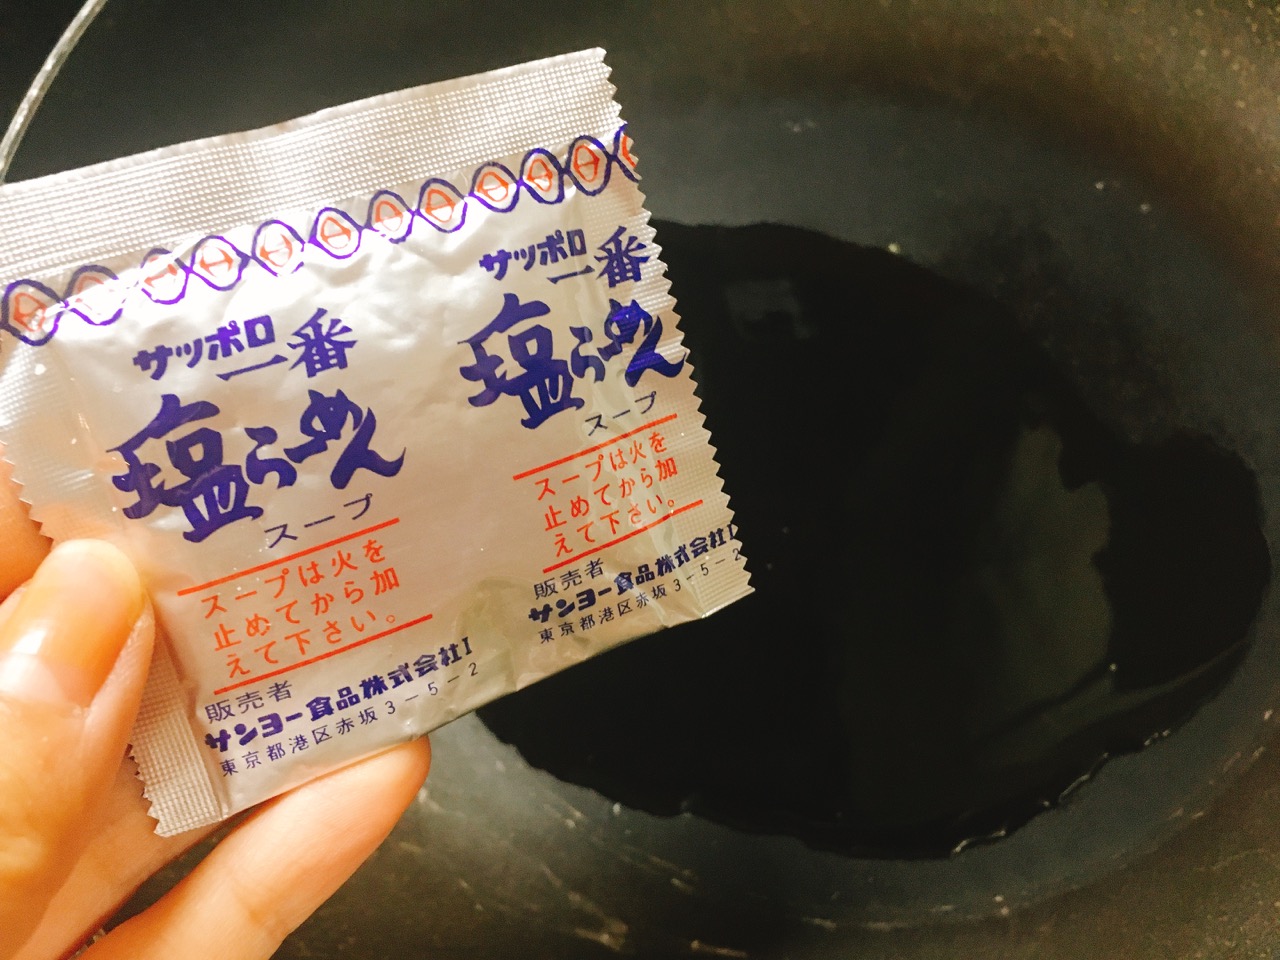 サッポロ
一番
塩らーめん
スープ
スープは火を
止めてから加
えて下さい。
販売者
サンヨー食品株式会社I
東京都港区赤坂3-5-2
サッポロ
一番
塩らーめん
スープ
スープは火を
止めてから加
えて下さい。
販売者
サンヨー食品株式会社I
東京都港区赤坂3-5-2